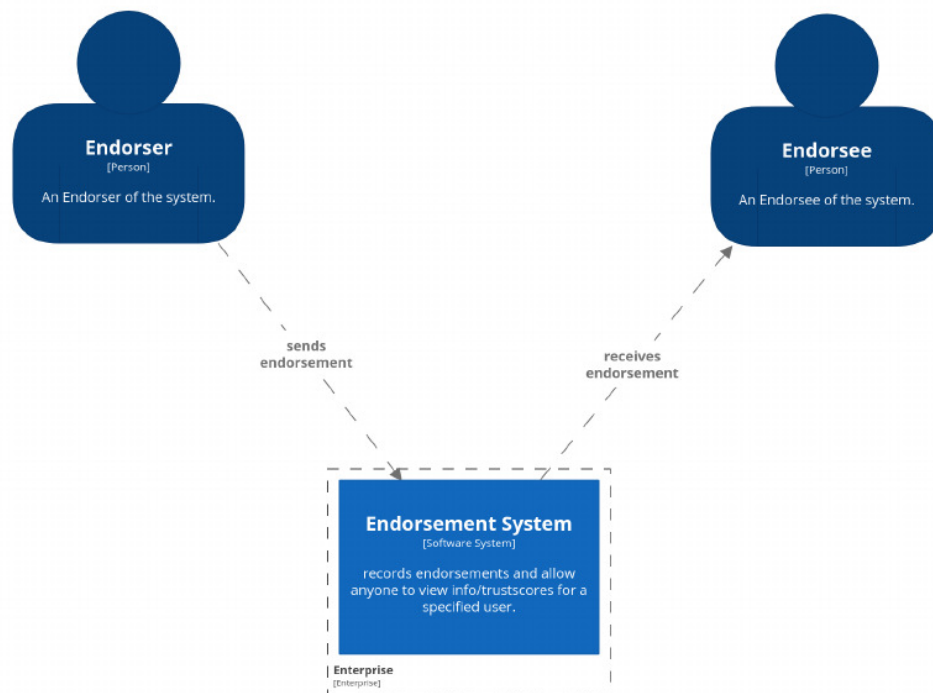 Endorser
[Person]
An Endorser of the system.
Endorsee
[Person]
An Endorsee of the system.
sends
endorsement
receives
endorsement
Endorsement System
[Software System]
records endorsements and allow
anyone to view info/trustscores for a
specified user.
Enterprise
[Enterprise]